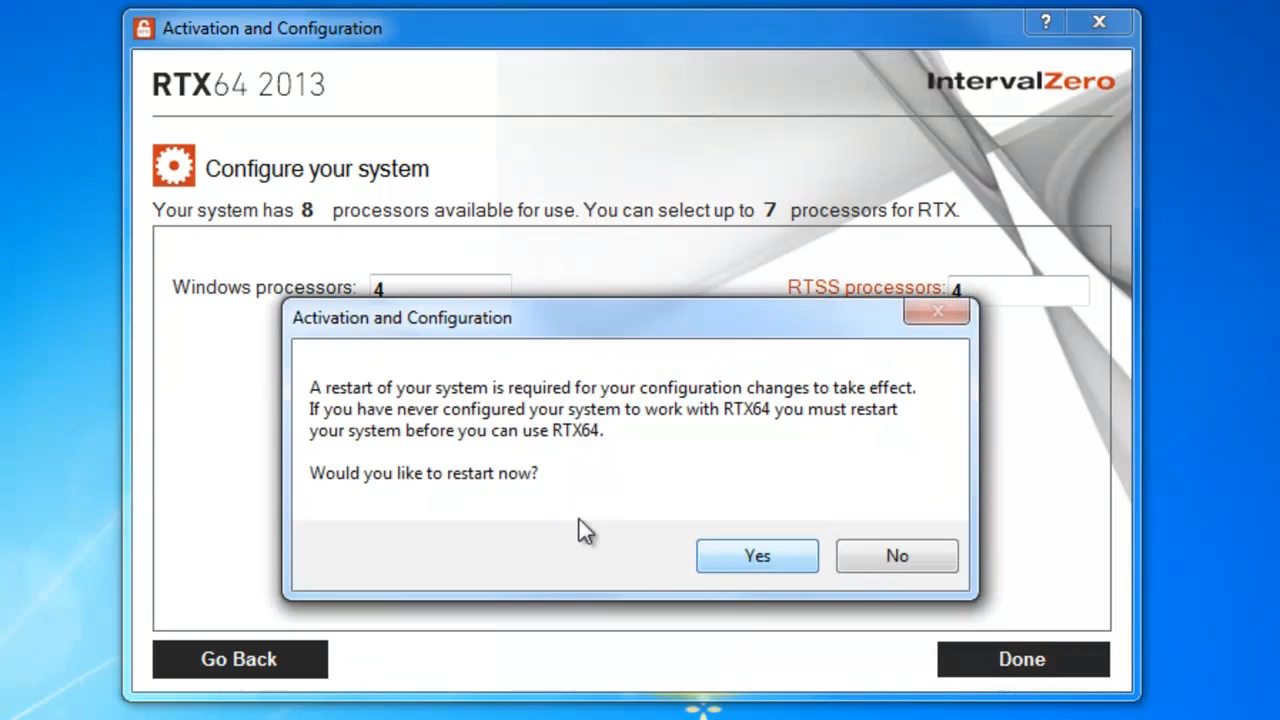 Activation and Configuration
?
RTX64 2013
IntervalZero
Configure your system
Your system has 8 processors available for use. You can select up to 7 processors for RTX.
Windows processors: 4
RTSS processors: 4
Activation and Configuration
A restart of your system is required for your configuration changes to take effect.
If you have never configured your system to work with RTX64 you must restart
your system before you can use RTX64.
Would you like to restart now?
Yes
No
Go Back
Done